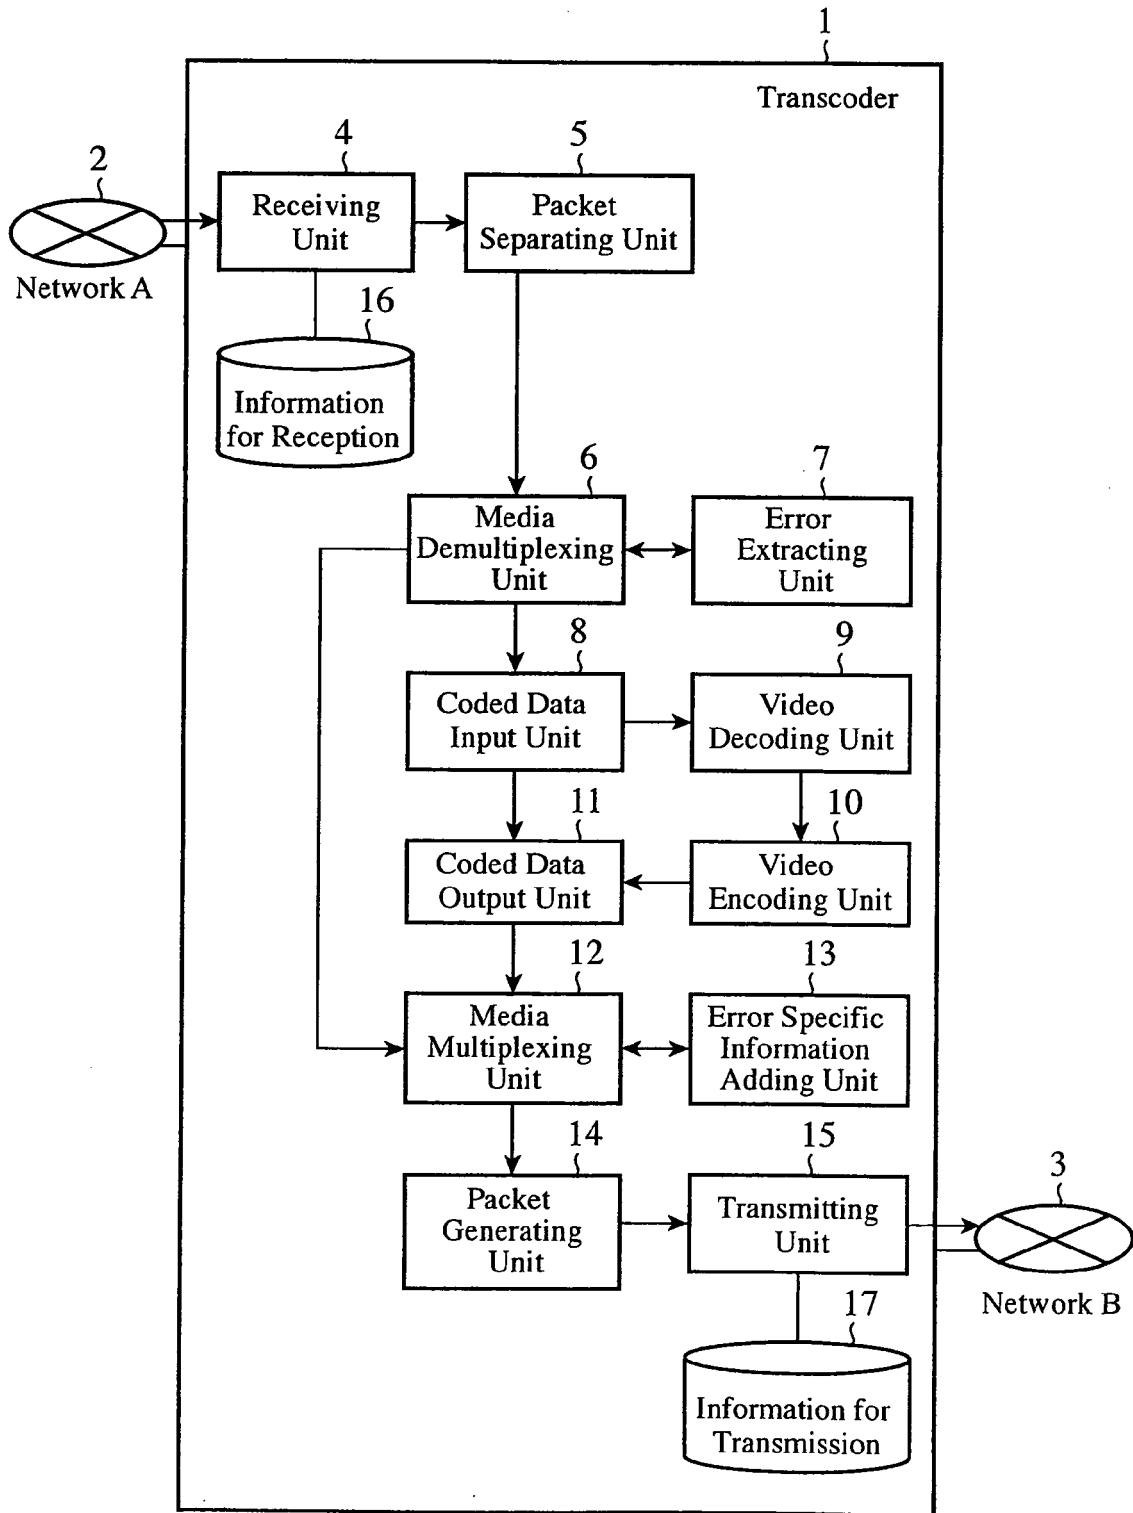 1
Transcoder
2
Network A
4
Receiving
Unit
5
Packet
Separating Unit
16
Information
for Reception
6
Media
Demultiplexing
Unit
7
Error
Extracting
Unit
8
Coded Data
Input Unit
9
Video
Decoding Unit
11
Coded Data
Output Unit
10
Video
Encoding Unit
12
Media
Multiplexing
Unit
13
Error Specific
Information
Adding Unit
14
Packet
Generating
Unit
15
Transmitting
Unit
3
Network B
17
Information for
Transmission